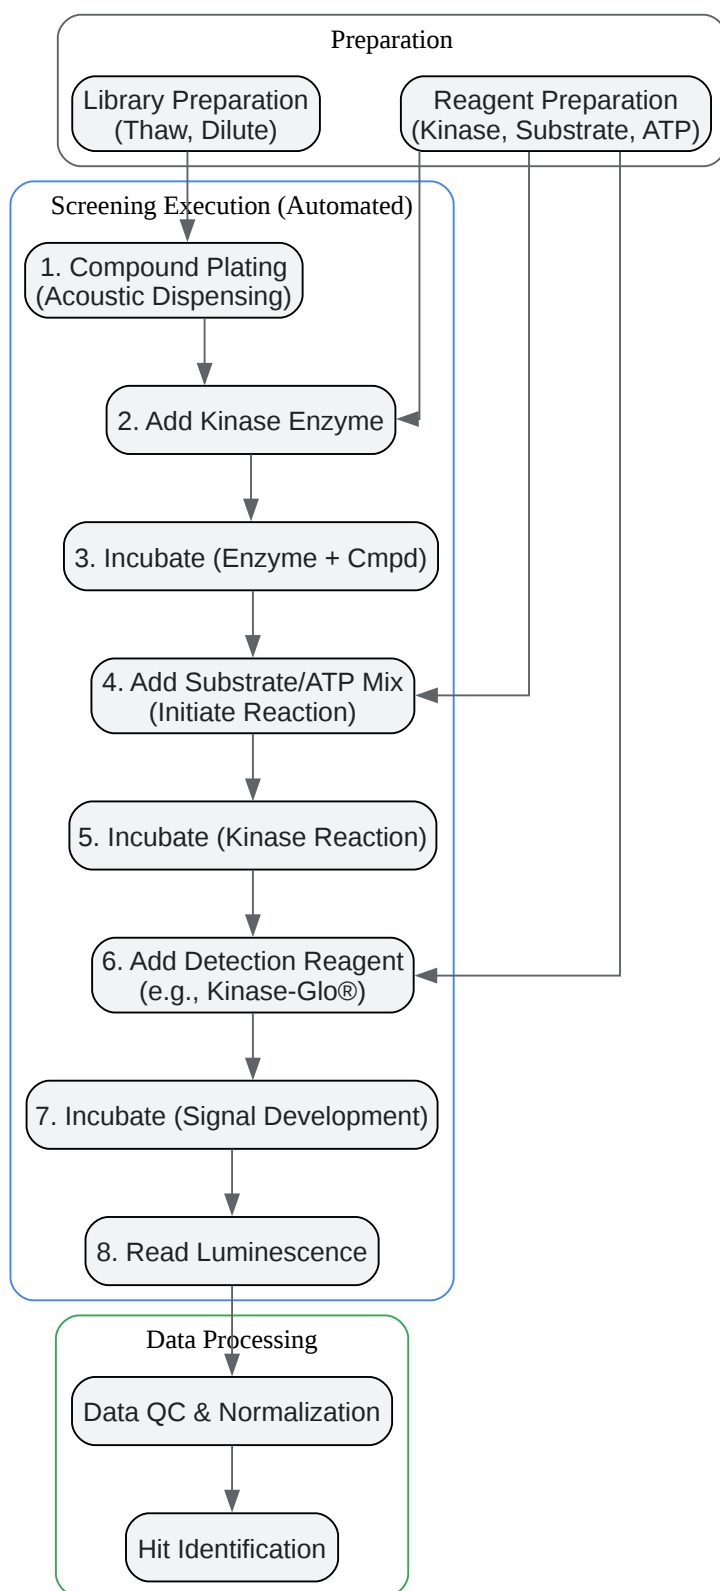 Preparation
Library Preparation
(Thaw, Dilute)
Reagent Preparation
(Kinase, Substrate, ATP)
Screening Execution (Automated)
1. Compound Plating
(Acoustic Dispensing)
2. Add Kinase Enzyme
3. Incubate (Enzyme + Cmpd)
4. Add Substrate/ATP Mix
(Initiate Reaction)
5. Incubate (Kinase Reaction)
6. Add Detection Reagent
(e.g., Kinase-Glo®)
7. Incubate (Signal Development)
8. Read Luminescence
Data Processing
Data QC & Normalization
Hit Identification